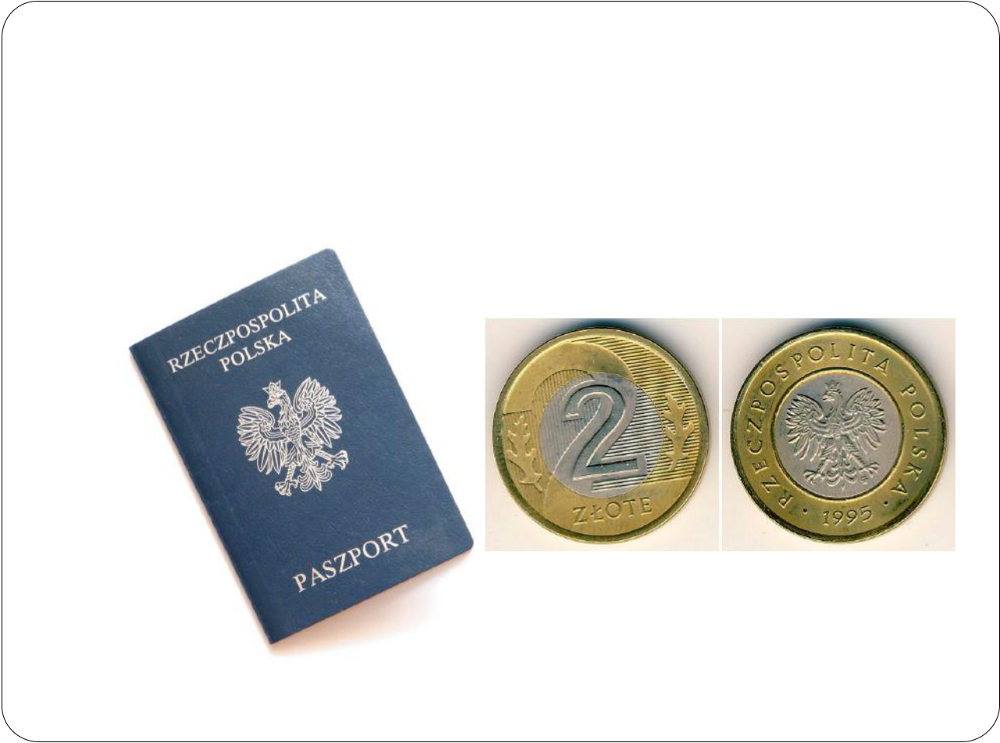 RZECZPOSPOLITA
POLSKA
PASZPORT
2
ZŁOTE
RZECZPOSPOLITA POLSKA
· 1995 ·